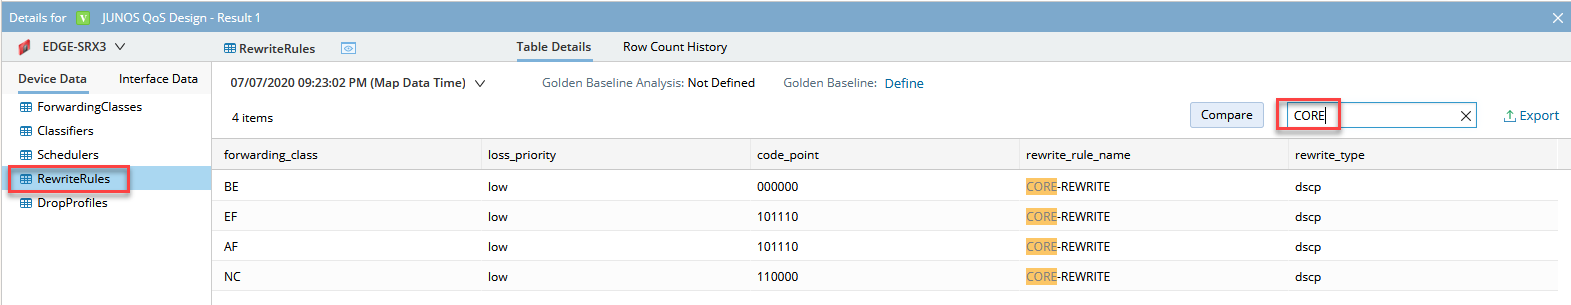 Details for V JUNOS QoS Design - Result 1
EDGE-SRX3 RewriteRules Table Details Row Count History
Device Data Interface Data
07/07/2020 09:23:02 PM (Map Data Time) Golden Baseline Analysis: Not Defined Golden Baseline: Define
ForwardingClasses
Classifiers
Schedulers
RewriteRules
DropProfiles
4 items Compare CORE Export
forwarding_class loss_priority code_point rewrite_rule_name rewrite_type
BE low 000000 CORE-REWRITE dscp
EF low 101110 CORE-REWRITE dscp
AF low 101110 CORE-REWRITE dscp
NC low 110000 CORE-REWRITE dscp